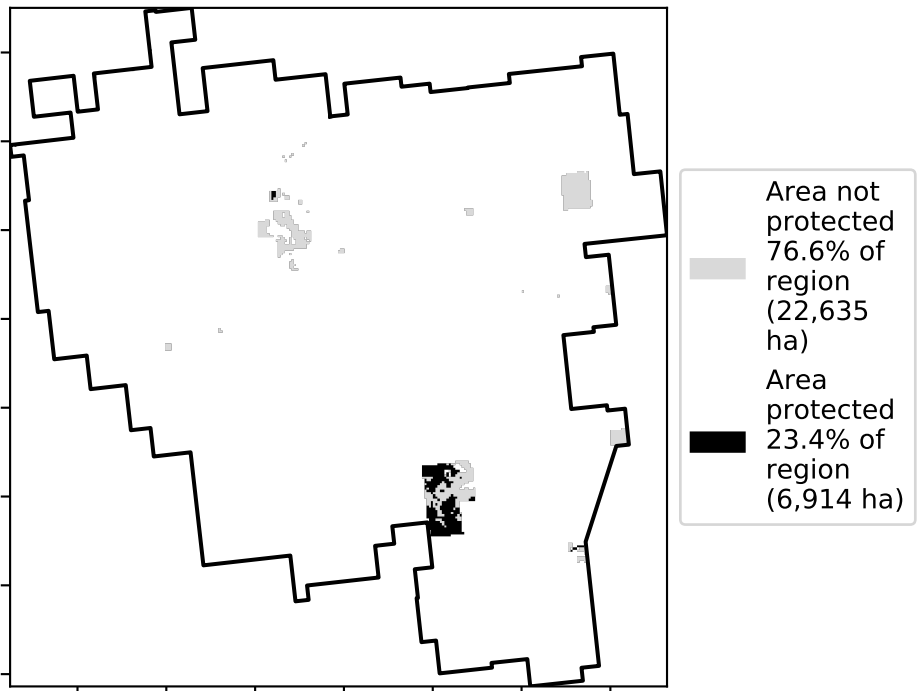 Area not
protected
76.6% of
region
(22,635
ha)
Area
protected
23.4% of
region
(6,914 ha)